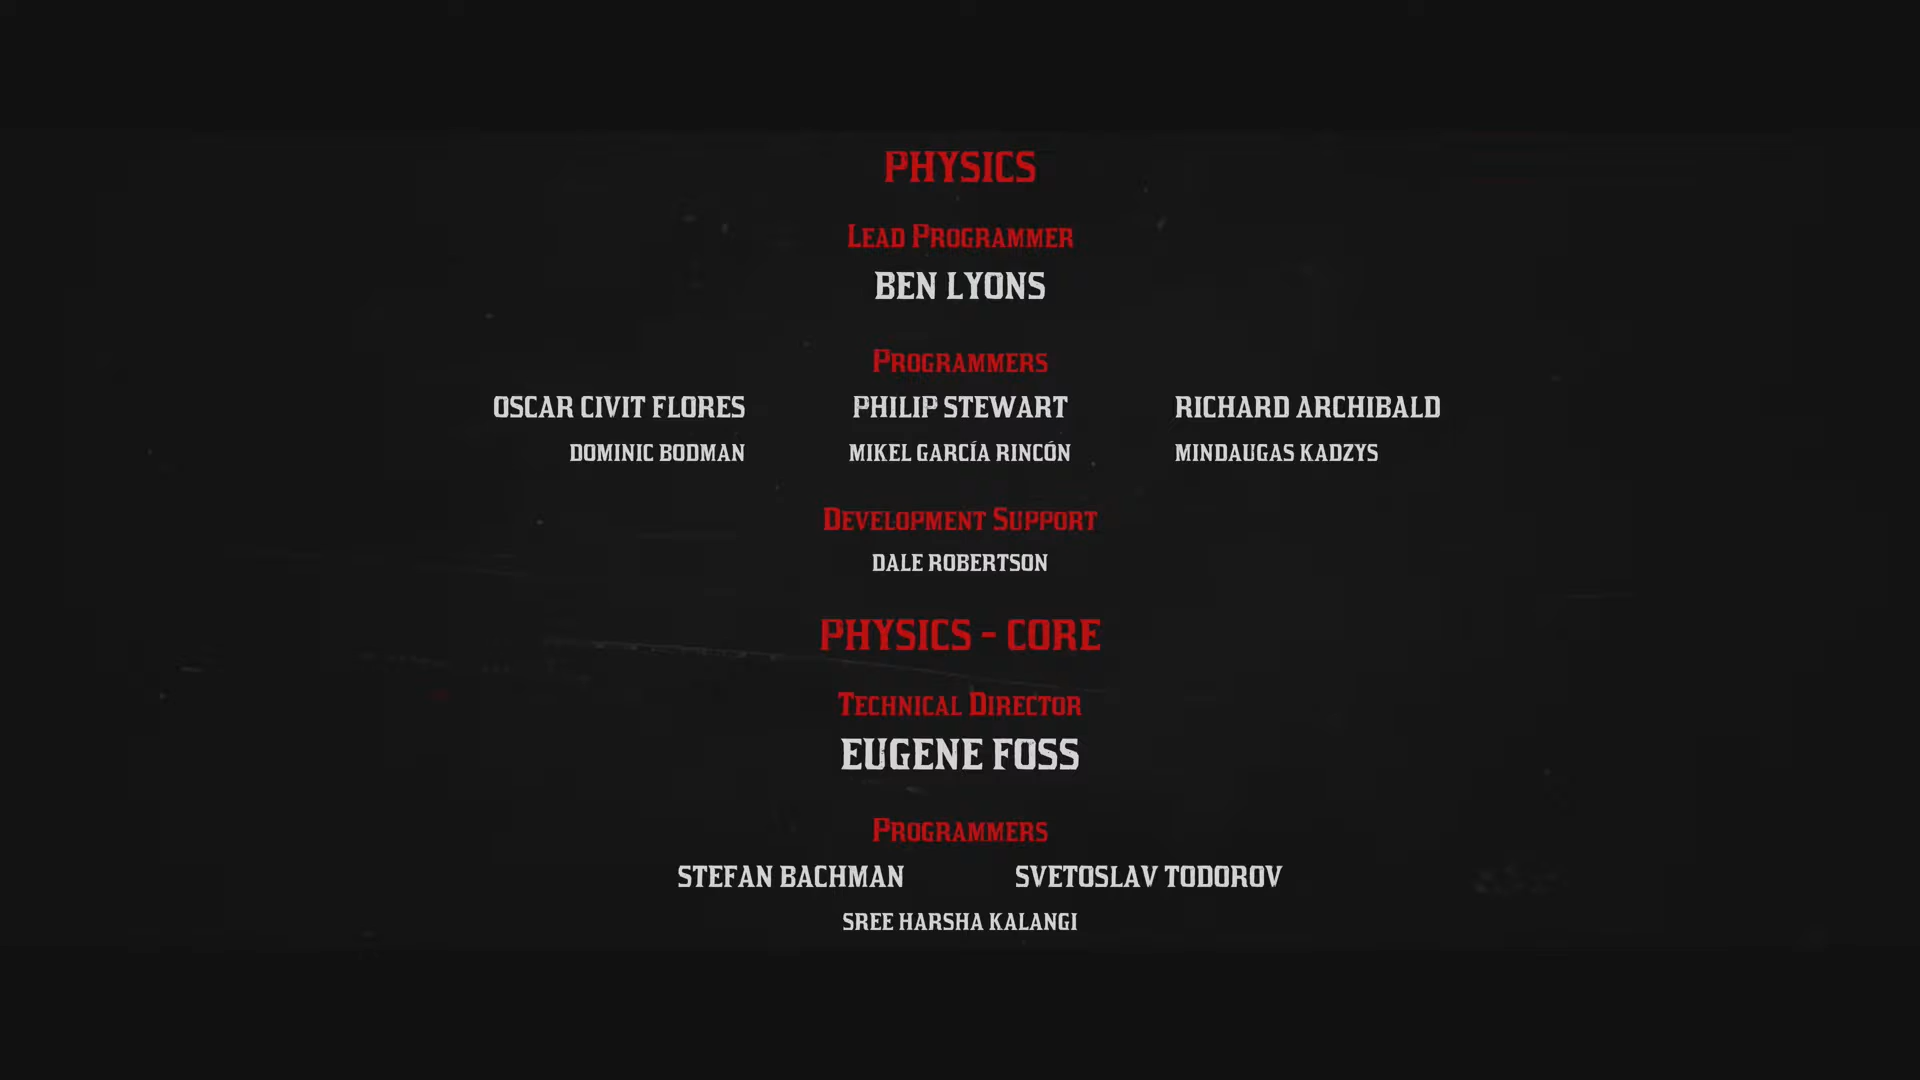 PHYSICS
LEAD PROGRAMMER
BEN LYONS
PROGRAMMERS
OSCAR CIVIT FLORES PHILIP STEWART RICHARD ARCHIBALD
DOMINIC BODMAN MIKEL GARCÍA RINCÓN MINDAUGAS KADZYS
DEVELOPMENT SUPPORT
DALE ROBERTSON
PHYSICS - CORE
TECHNICAL DIRECTOR
EUGENE FOSS
PROGRAMMERS
STEFAN BACHMAN SVETOSLAV TODOROV
SREE HARSHA KALANGI